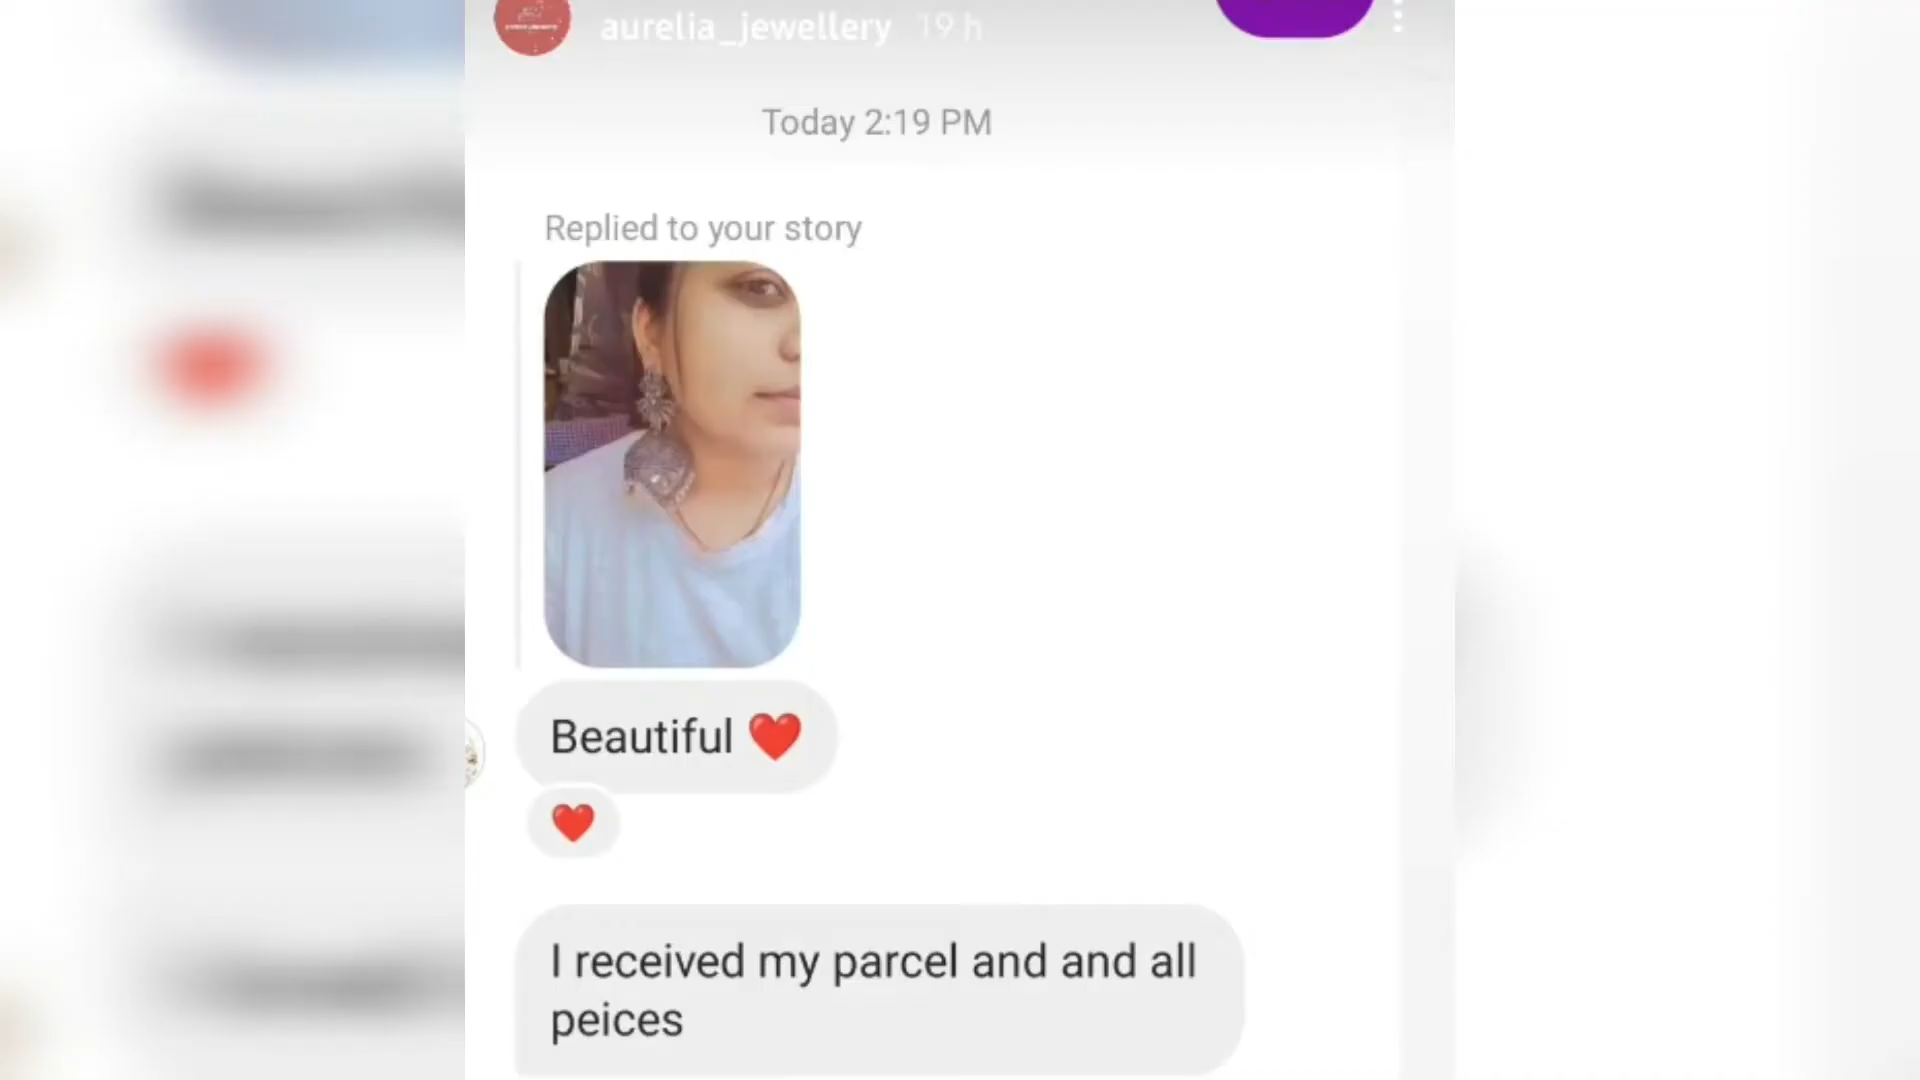 aurelia_jewellery 19 h
Today 2:19 PM
Replied to your story
Beautiful ❤️
❤️
I received my parcel and and all
peices